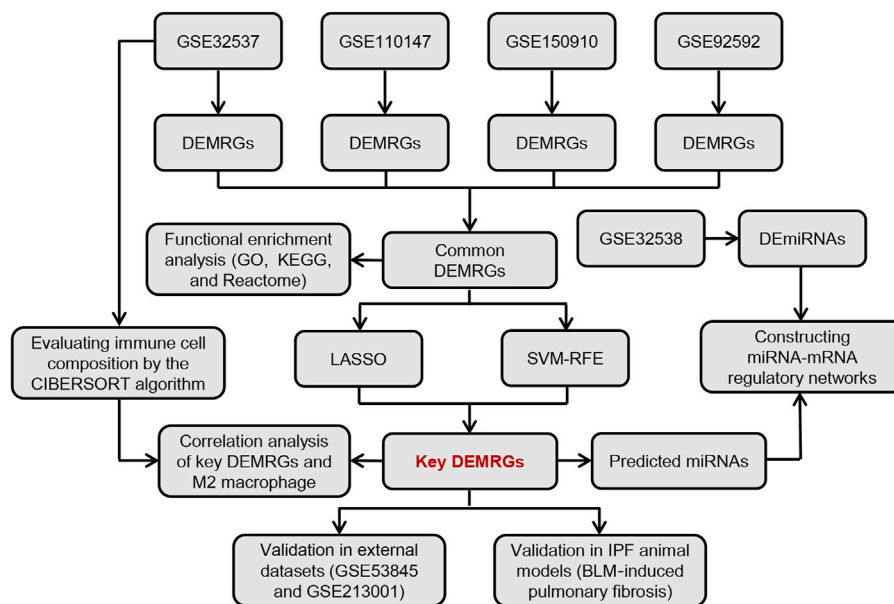 GSE32537
GSE110147
GSE150910
GSE92592
DEMRGs
DEMRGs
DEMRGs
DEMRGs
Functional enrichment
analysis (GO, KEGG,
and Reactome)
Common
DEMRGs
GSE32538
DEmiRNAs
Evaluating immune cell
composition by the
CIBERSORT algorithm
LASSO
SVM-RFE
Constructing
miRNA-mRNA
regulatory networks
Correlation analysis
of key DEMRGs and
M2 macrophage
Key DEMRGs
Predicted miRNAs
Validation in external
datasets (GSE53845
and GSE213001)
Validation in IPF animal
models (BLM-induced
pulmonary fibrosis)